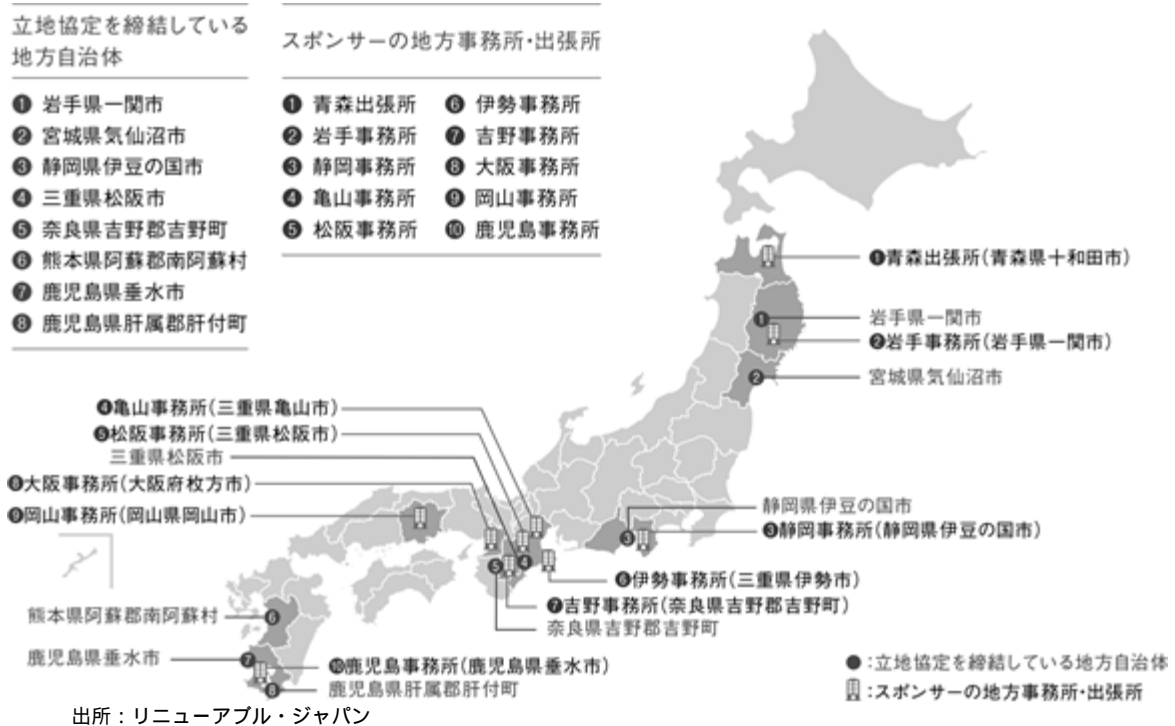 立地協定を締結している
地方自治体
❶ 岩手県一関市
❷ 宮城県気仙沼市
❸ 静岡県伊豆の国市
❹ 三重県松阪市
❺ 奈良県吉野郡吉野町
❻ 熊本県阿蘇郡南阿蘇村
❼ 鹿児島県垂水市
❽ 鹿児島県肝属郡肝付町
スポンサーの地方事務所・出張所
❶ 青森出張所 ❻ 伊勢事務所
❷ 岩手事務所 ❼ 吉野事務所
❸ 静岡事務所 ❽ 大阪事務所
❹ 亀山事務所 ❾ 岡山事務所
❺ 松阪事務所 ❿ 鹿児島事務所
❶青森出張所(青森県十和田市)
❶ 岩手県一関市
❷岩手事務所(岩手県一関市)
❷ 宮城県気仙沼市
❹亀山事務所(三重県亀山市)
❺松阪事務所(三重県松阪市)
三重県松阪市
❽大阪事務所(大阪府枚方市)
❾岡山事務所(岡山県岡山市)
静岡県伊豆の国市
❸ ❸静岡事務所(静岡県伊豆の国市)
❺ ❹
❻伊勢事務所(三重県伊勢市)
❼吉野事務所(奈良県吉野郡吉野町)
奈良県吉野郡吉野町
熊本県阿蘇郡南阿蘇村 ❻
鹿児島県垂水市 ❼
❿鹿児島事務所(鹿児島県垂水市)
❽ 鹿児島県肝属郡肝付町
●:立地協定を締結している地方自治体
:スポンサーの地方事務所・出張所
出所：リニューアブル・ジャパン